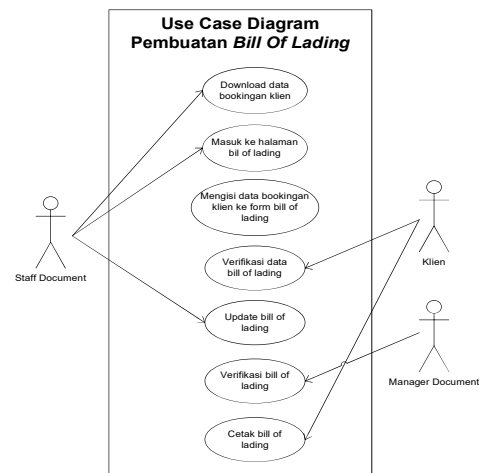 Use Case Diagram
Pembuatan Bill Of Lading
Download data
bookingan klien
Masuk ke halaman
bil of lading
Mengisi data bookingan
klien ke form bill of
lading
Verifikasi data
bill of lading
Update bill of
lading
Verifikasi bill of
lading
Cetak bill of
lading
Staff Document
Klien
Manager Document